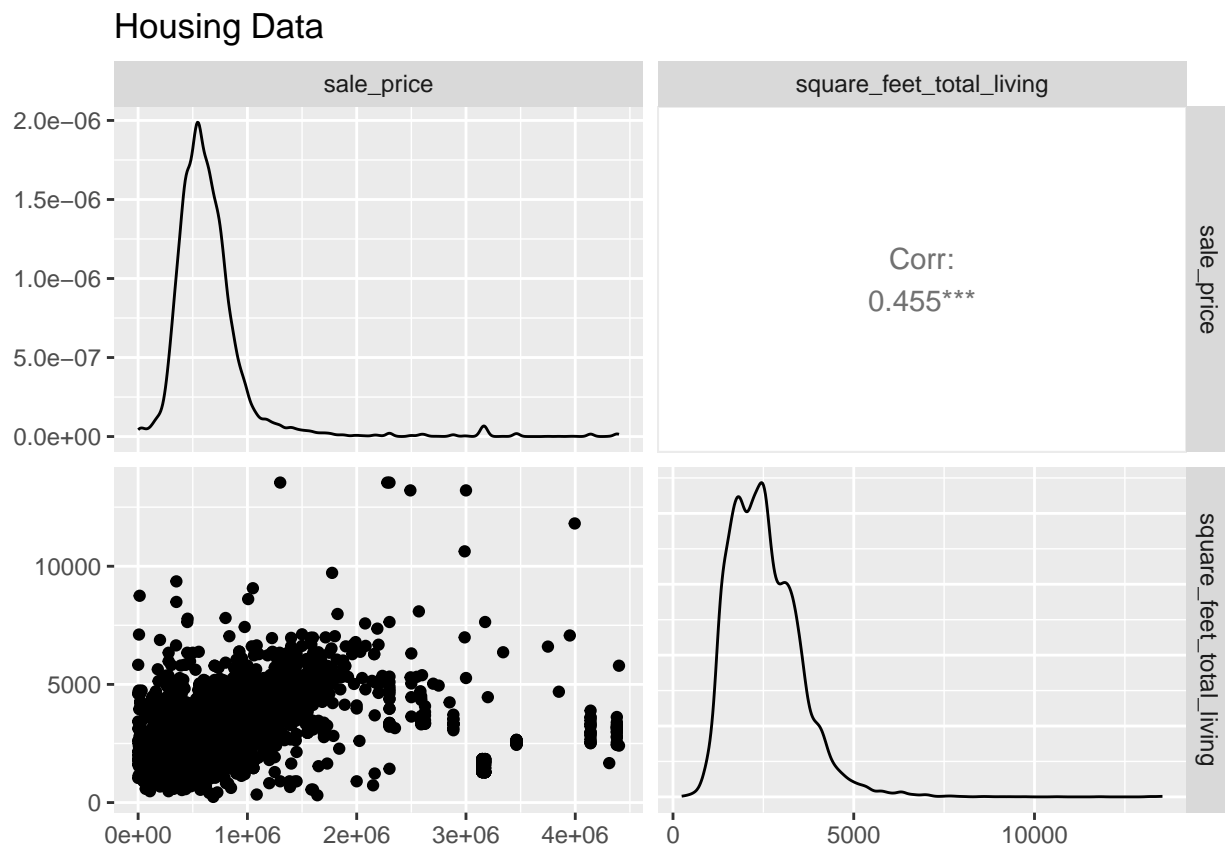 Housing Data
sale_price
square_feet_total_living
2.0e−06
1.5e−06
1.0e−06
5.0e−07
0.0e+00
Corr:
0.455***
sale_price
10000
5000
0
square_feet_total_living
0e+00 1e+06 2e+06 3e+06 4e+06
0 5000 10000